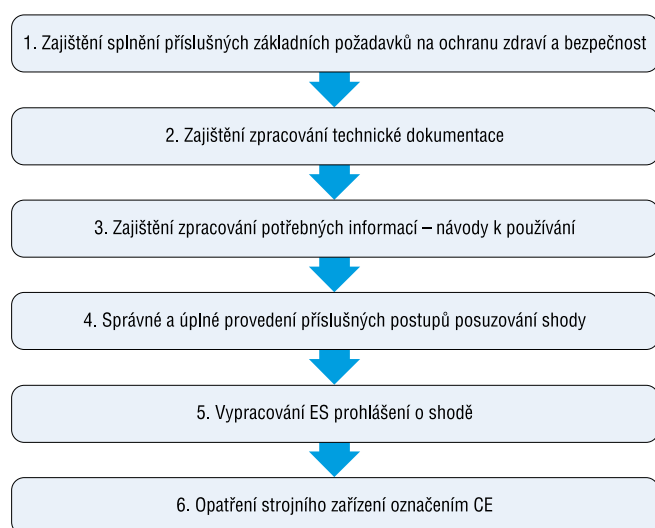 1. Zajištění splnění příslušných základních požadavků na ochranu zdraví a bezpečnost
2. Zajištění zpracování technické dokumentace
3. Zajištění zpracování potřebných informací – návody k používání
4. Správné a úplné provedení příslušných postupů posuzování shody
5. Vypracování ES prohlášení o shodě
6. Opatření strojního zařízení označením CE